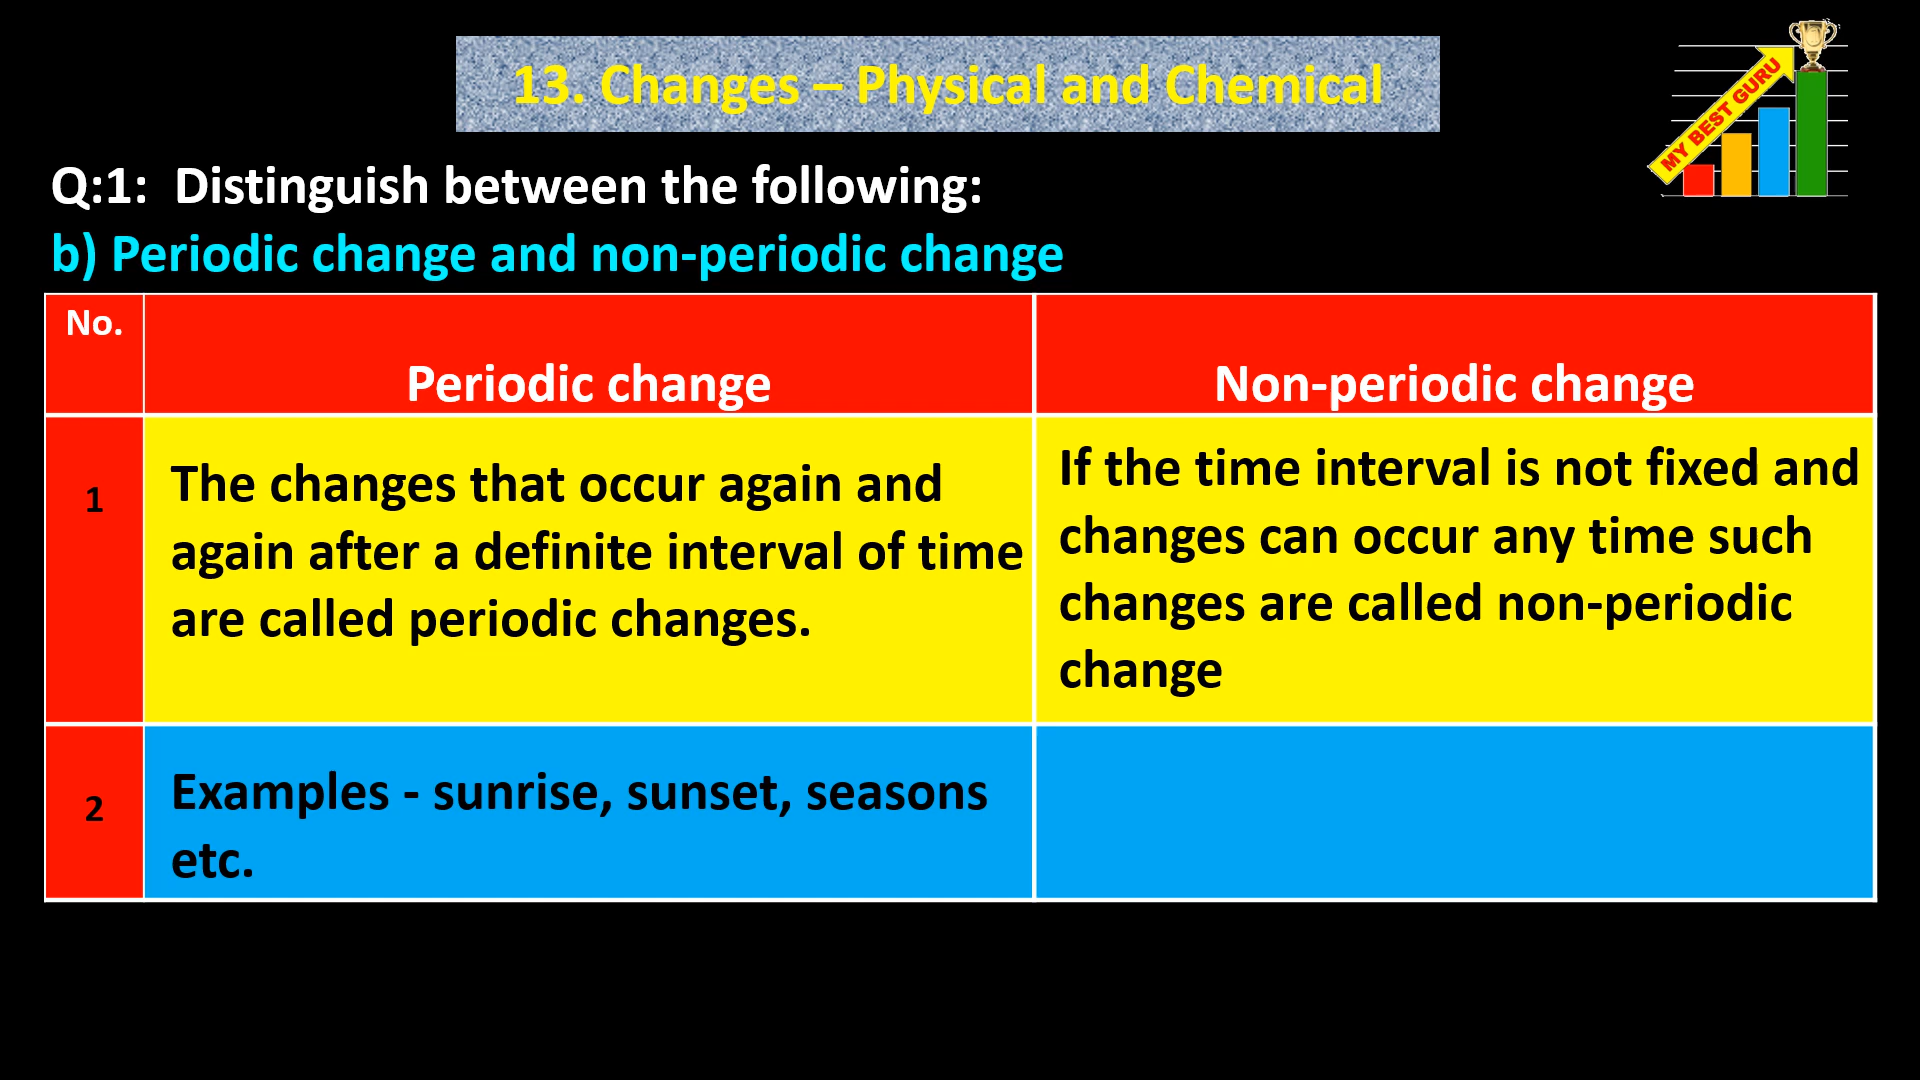 13. Changes – Physical and Chemical
MY BEST GURU
Q:1: Distinguish between the following:
b) Periodic change and non-periodic change
No.
Periodic change
Non-periodic change
1
The changes that occur again and
again after a definite interval of time
are called periodic changes.
If the time interval is not fixed and
changes can occur any time such
changes are called non-periodic
change
2
Examples - sunrise, sunset, seasons
etc.